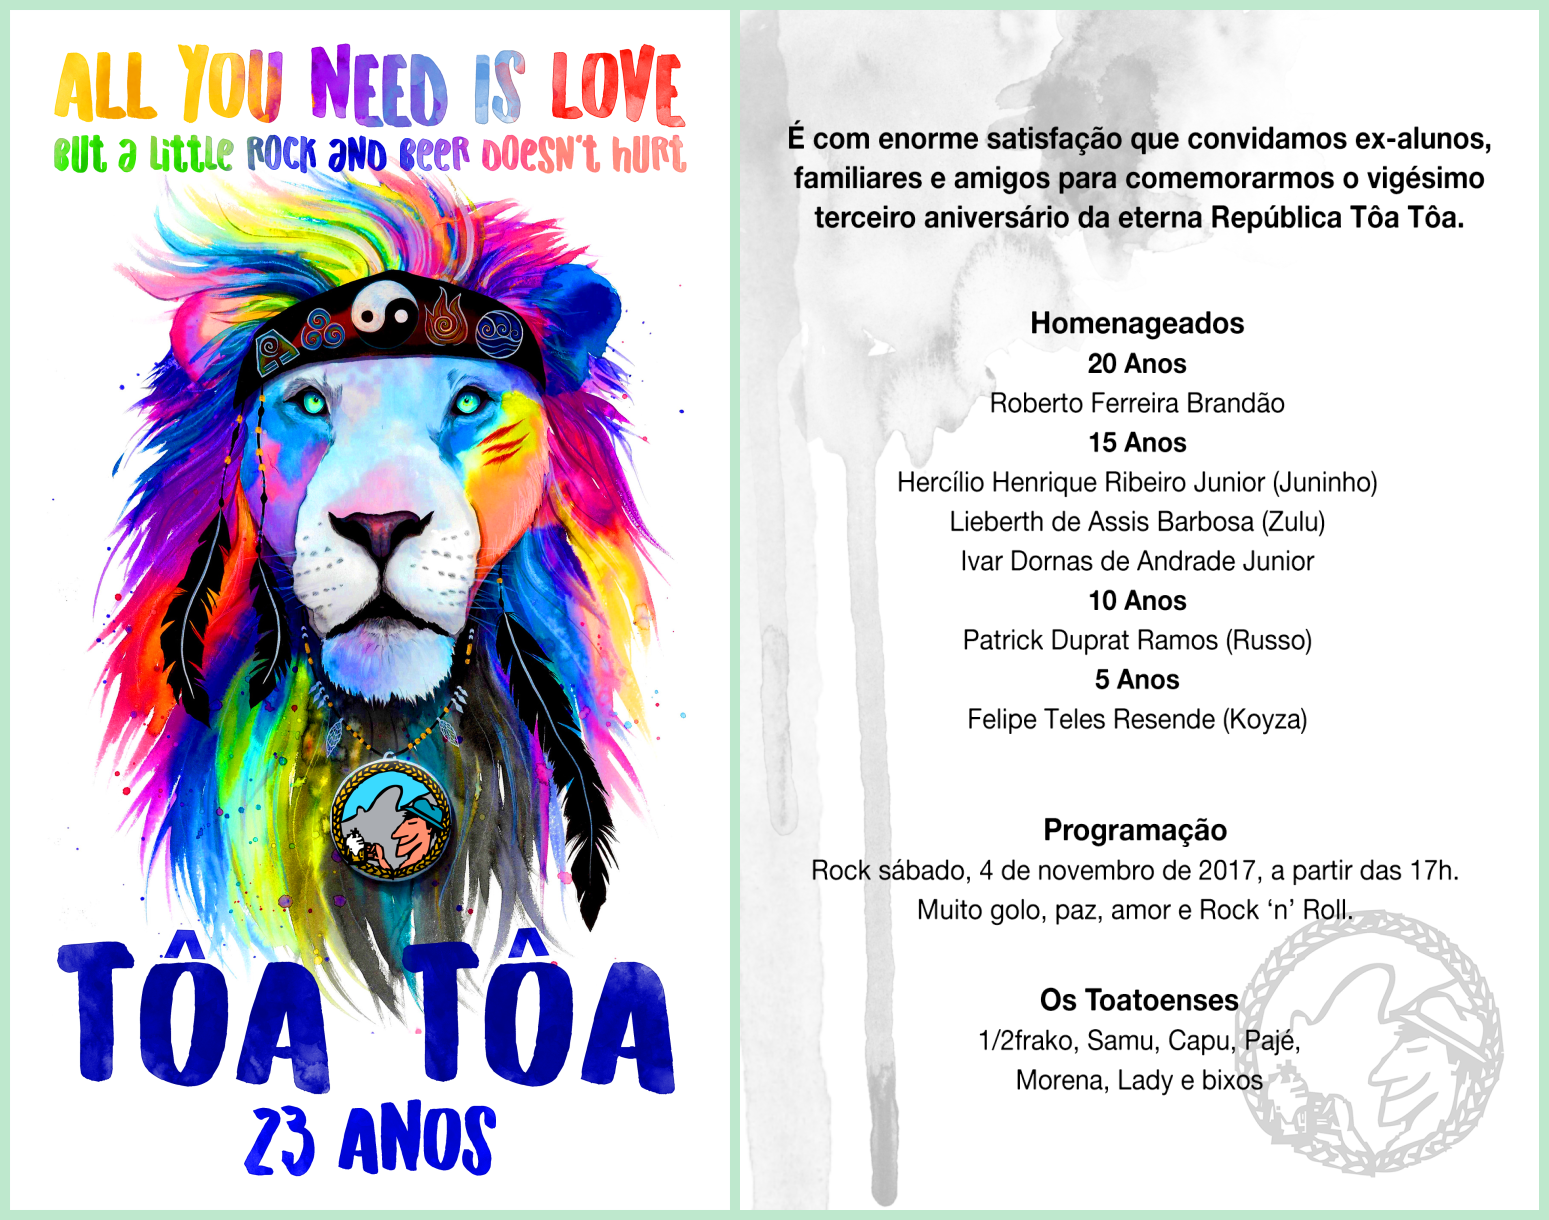 ALL YOU NEED IS LOVE
BUT A LITTLE ROCK AND BEER DOESN'T HURT
TÔA TÔA
23 ANOS
É com enorme satisfação que convidamos ex-alunos,
familiares e amigos para comemorarmos o vigésimo
terceiro aniversário da eterna República Tôa Tôa.
Homenageados
20 Anos
Roberto Ferreira Brandão
15 Anos
Hercílio Henrique Ribeiro Junior (Juninho)
Lieberth de Assis Barbosa (Zulu)
Ivar Dornas de Andrade Junior
10 Anos
Patrick Duprat Ramos (Russo)
5 Anos
Felipe Teles Resende (Koyza)
Programação
Rock sábado, 4 de novembro de 2017, a partir das 17h.
Muito golo, paz, amor e Rock ‘n’ Roll.
Os Toatoenses
1/2frako, Samu, Capu, Pajé,
Morena, Lady e bixos